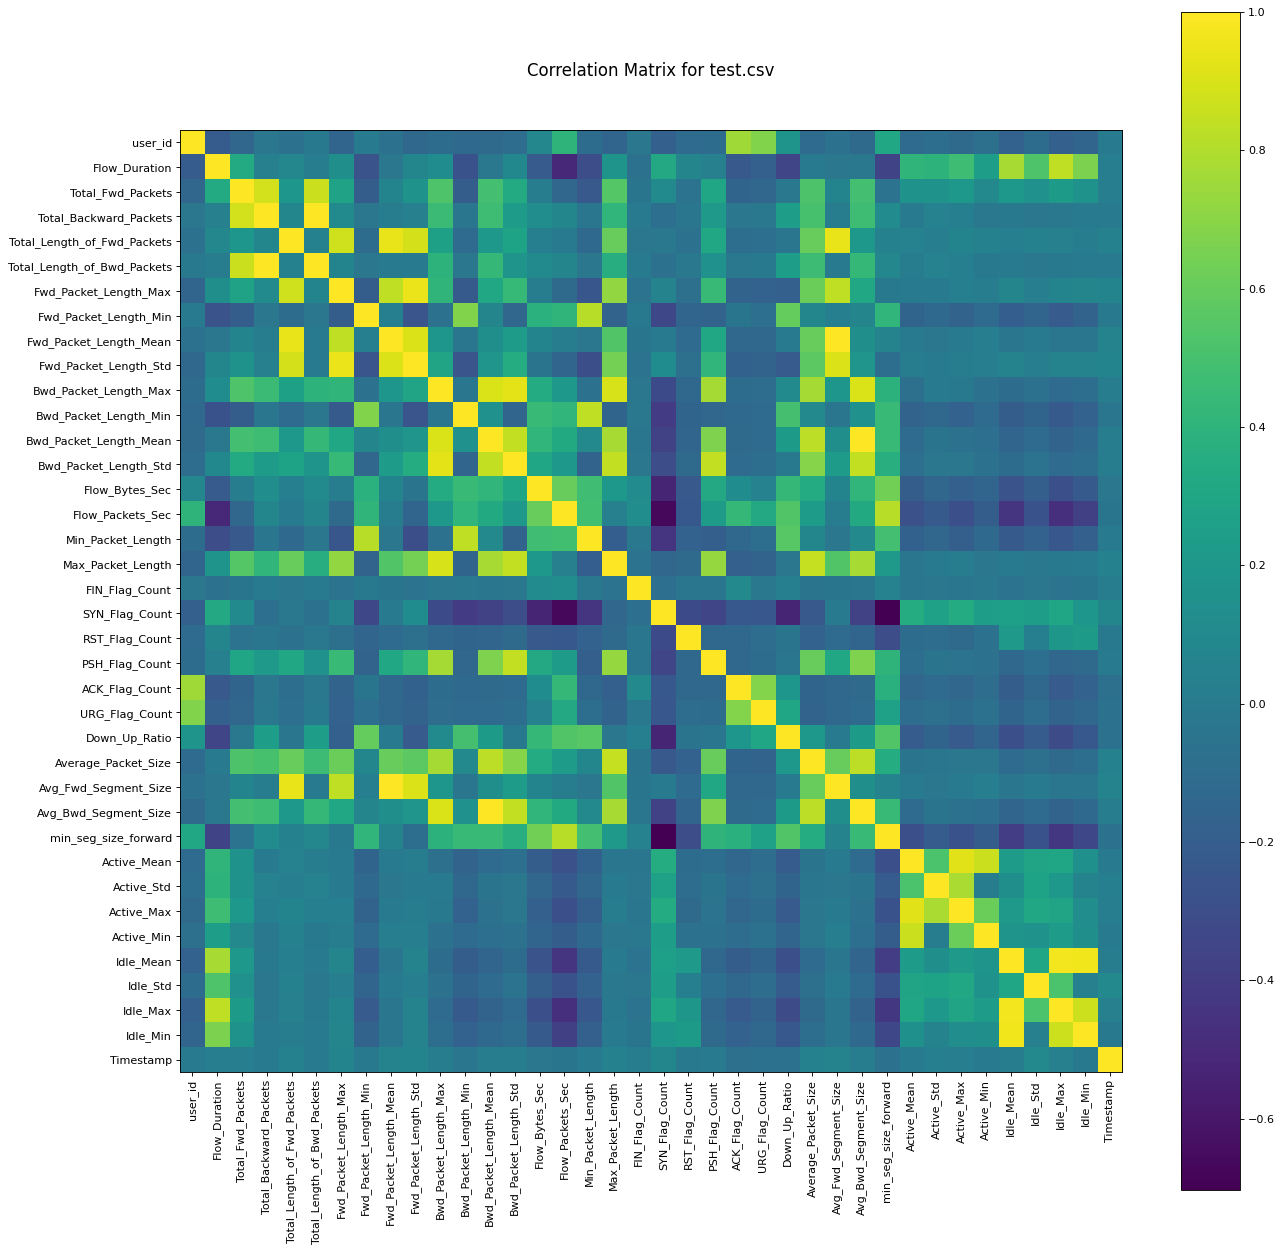 Correlation Matrix for test.csv
user_id
Flow_Duration
Total_Fwd_Packets
Total_Backward_Packets
Total_Length_of_Fwd_Packets
Total_Length_of_Bwd_Packets
Fwd_Packet_Length_Max
Fwd_Packet_Length_Min
Fwd_Packet_Length_Mean
Fwd_Packet_Length_Std
Bwd_Packet_Length_Max
Bwd_Packet_Length_Min
Bwd_Packet_Length_Mean
Bwd_Packet_Length_Std
Flow_Bytes_Sec
Flow_Packets_Sec
Min_Packet_Length
Max_Packet_Length
FIN_Flag_Count
SYN_Flag_Count
RST_Flag_Count
PSH_Flag_Count
ACK_Flag_Count
URG_Flag_Count
Down_Up_Ratio
Average_Packet_Size
Avg_Fwd_Segment_Size
Avg_Bwd_Segment_Size
min_seg_size_forward
Active_Mean
Active_Std
Active_Max
Active_Min
Idle_Mean
Idle_Std
Idle_Max
Idle_Min
Timestamp
user_id
Flow_Duration
Total_Fwd_Packets
Total_Backward_Packets
Total_Length_of_Fwd_Packets
Total_Length_of_Bwd_Packets
Fwd_Packet_Length_Max
Fwd_Packet_Length_Min
Fwd_Packet_Length_Mean
Fwd_Packet_Length_Std
Bwd_Packet_Length_Max
Bwd_Packet_Length_Min
Bwd_Packet_Length_Mean
Bwd_Packet_Length_Std
Flow_Bytes_Sec
Flow_Packets_Sec
Min_Packet_Length
Max_Packet_Length
FIN_Flag_Count
SYN_Flag_Count
RST_Flag_Count
PSH_Flag_Count
ACK_Flag_Count
URG_Flag_Count
Down_Up_Ratio
Average_Packet_Size
Avg_Fwd_Segment_Size
Avg_Bwd_Segment_Size
min_seg_size_forward
Active_Mean
Active_Std
Active_Max
Active_Min
Idle_Mean
Idle_Std
Idle_Max
Idle_Min
Timestamp
1.0
0.8
0.6
0.4
0.2
0.0
−0.2
−0.4
−0.6